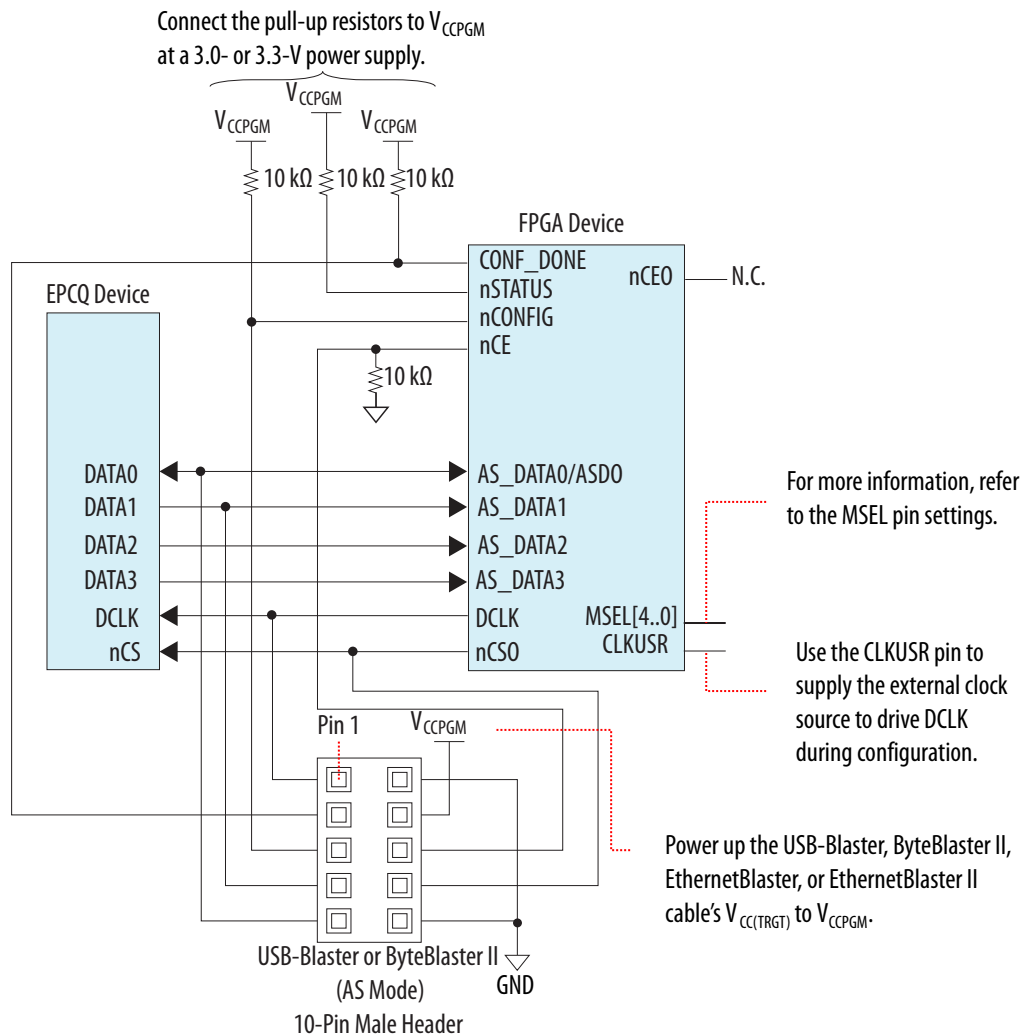 Connect the pull-up resistors to VCCPGM
at a 3.0- or 3.3-V power supply.
VCCPGM
VCCPGM
VCCPGM
10 kΩ
10 kΩ
10 kΩ
FPGA Device
CONF_DONE
nSTATUS
nCONFIG
nCE
nCEO
N.C.
EPCQ Device
10 kΩ
DATA0
DATA1
DATA2
DATA3
DCLK
nCS
AS_DATA0/ASDO
AS_DATA1
AS_DATA2
AS_DATA3
DCLK
nCSO
MSEL[4..0]
CLKUSR
For more information, refer
to the MSEL pin settings.
Use the CLKUSR pin to
supply the external clock
source to drive DCLK
during configuration.
Pin 1
VCCPGM
Power up the USB-Blaster, ByteBlaster II,
EthernetBlaster, or EthernetBlaster II
cable's VCC(TRGT) to VCCPGM.
USB-Blaster or ByteBlaster II
(AS Mode)
10-Pin Male Header
GND